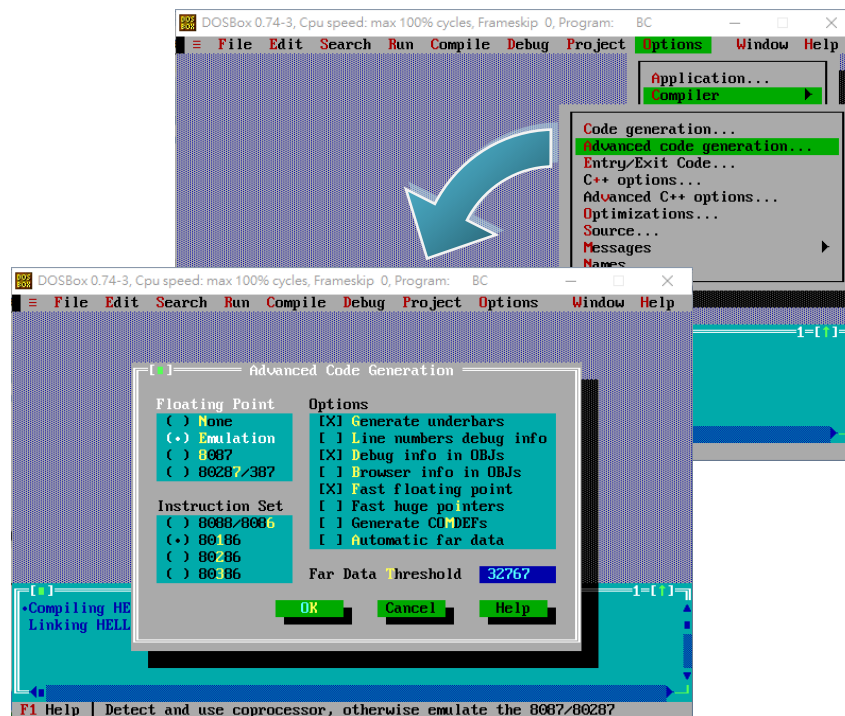 DOSBox 0.74-3, Cpu speed: max 100% cycles, Frameskip 0, Program: BC
≡ File Edit Search Run Compile Debug Project Options Window Help
Application...
Compiler
Code generation...
Advanced code generation...
Entry/Exit Code...
C++ options...
Advanced C++ options...
Optimizations...
Source...
Messages
Names
1=[↑]=
DOSBox 0.74-3, Cpu speed: max 100% cycles, Frameskip 0, Program: BC
≡ File Edit Search Run Compile Debug Project Options Window Help
Advanced Code Generation
Floating Point
( ) None
(•) Emulation
( ) 8087
( ) 80287/387
Instruction Set
( ) 8088/8086
(•) 80186
( ) 80286
( ) 80386
Options
[X] Generate underbars
[ ] Line numbers debug info
[X] Debug info in OBJs
[ ] Browser info in OBJs
[X] Fast floating point
[ ] Fast huge pointers
[ ] Generate COMDEFs
[ ] Automatic far data
Far Data Threshold 32767
OK Cancel Help
1=[↑]
•Compiling HE
Linking HELL
F1 Help | Detect and use coprocessor, otherwise emulate the 8087/80287